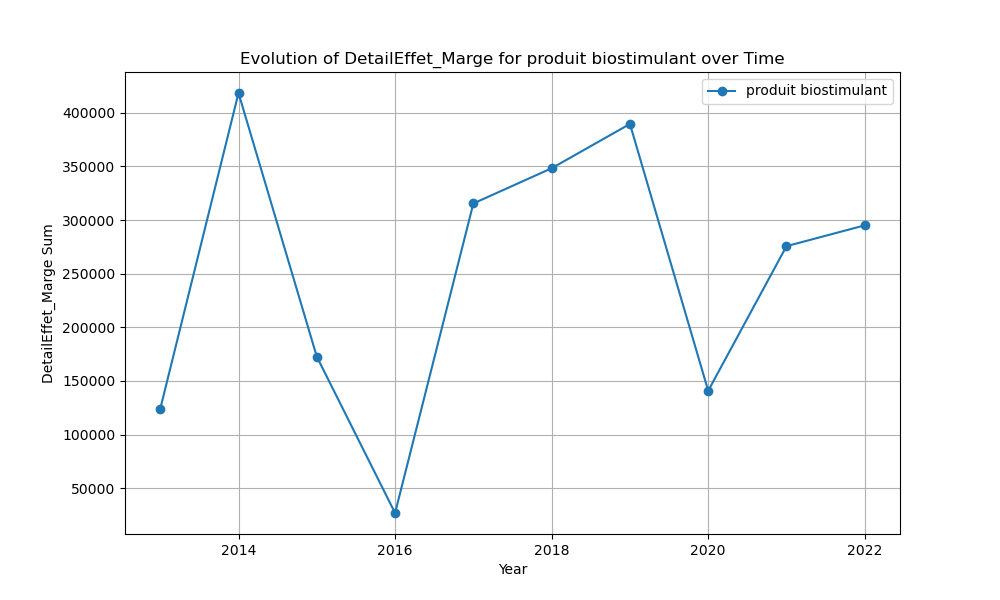 Evolution of DetailEffet_Marge for produit biostimulant over Time
produit biostimulant
400000
350000
300000
250000
200000
150000
100000
50000
DetailEffet_Marge Sum
2014 2016 2018 2020 2022
Year